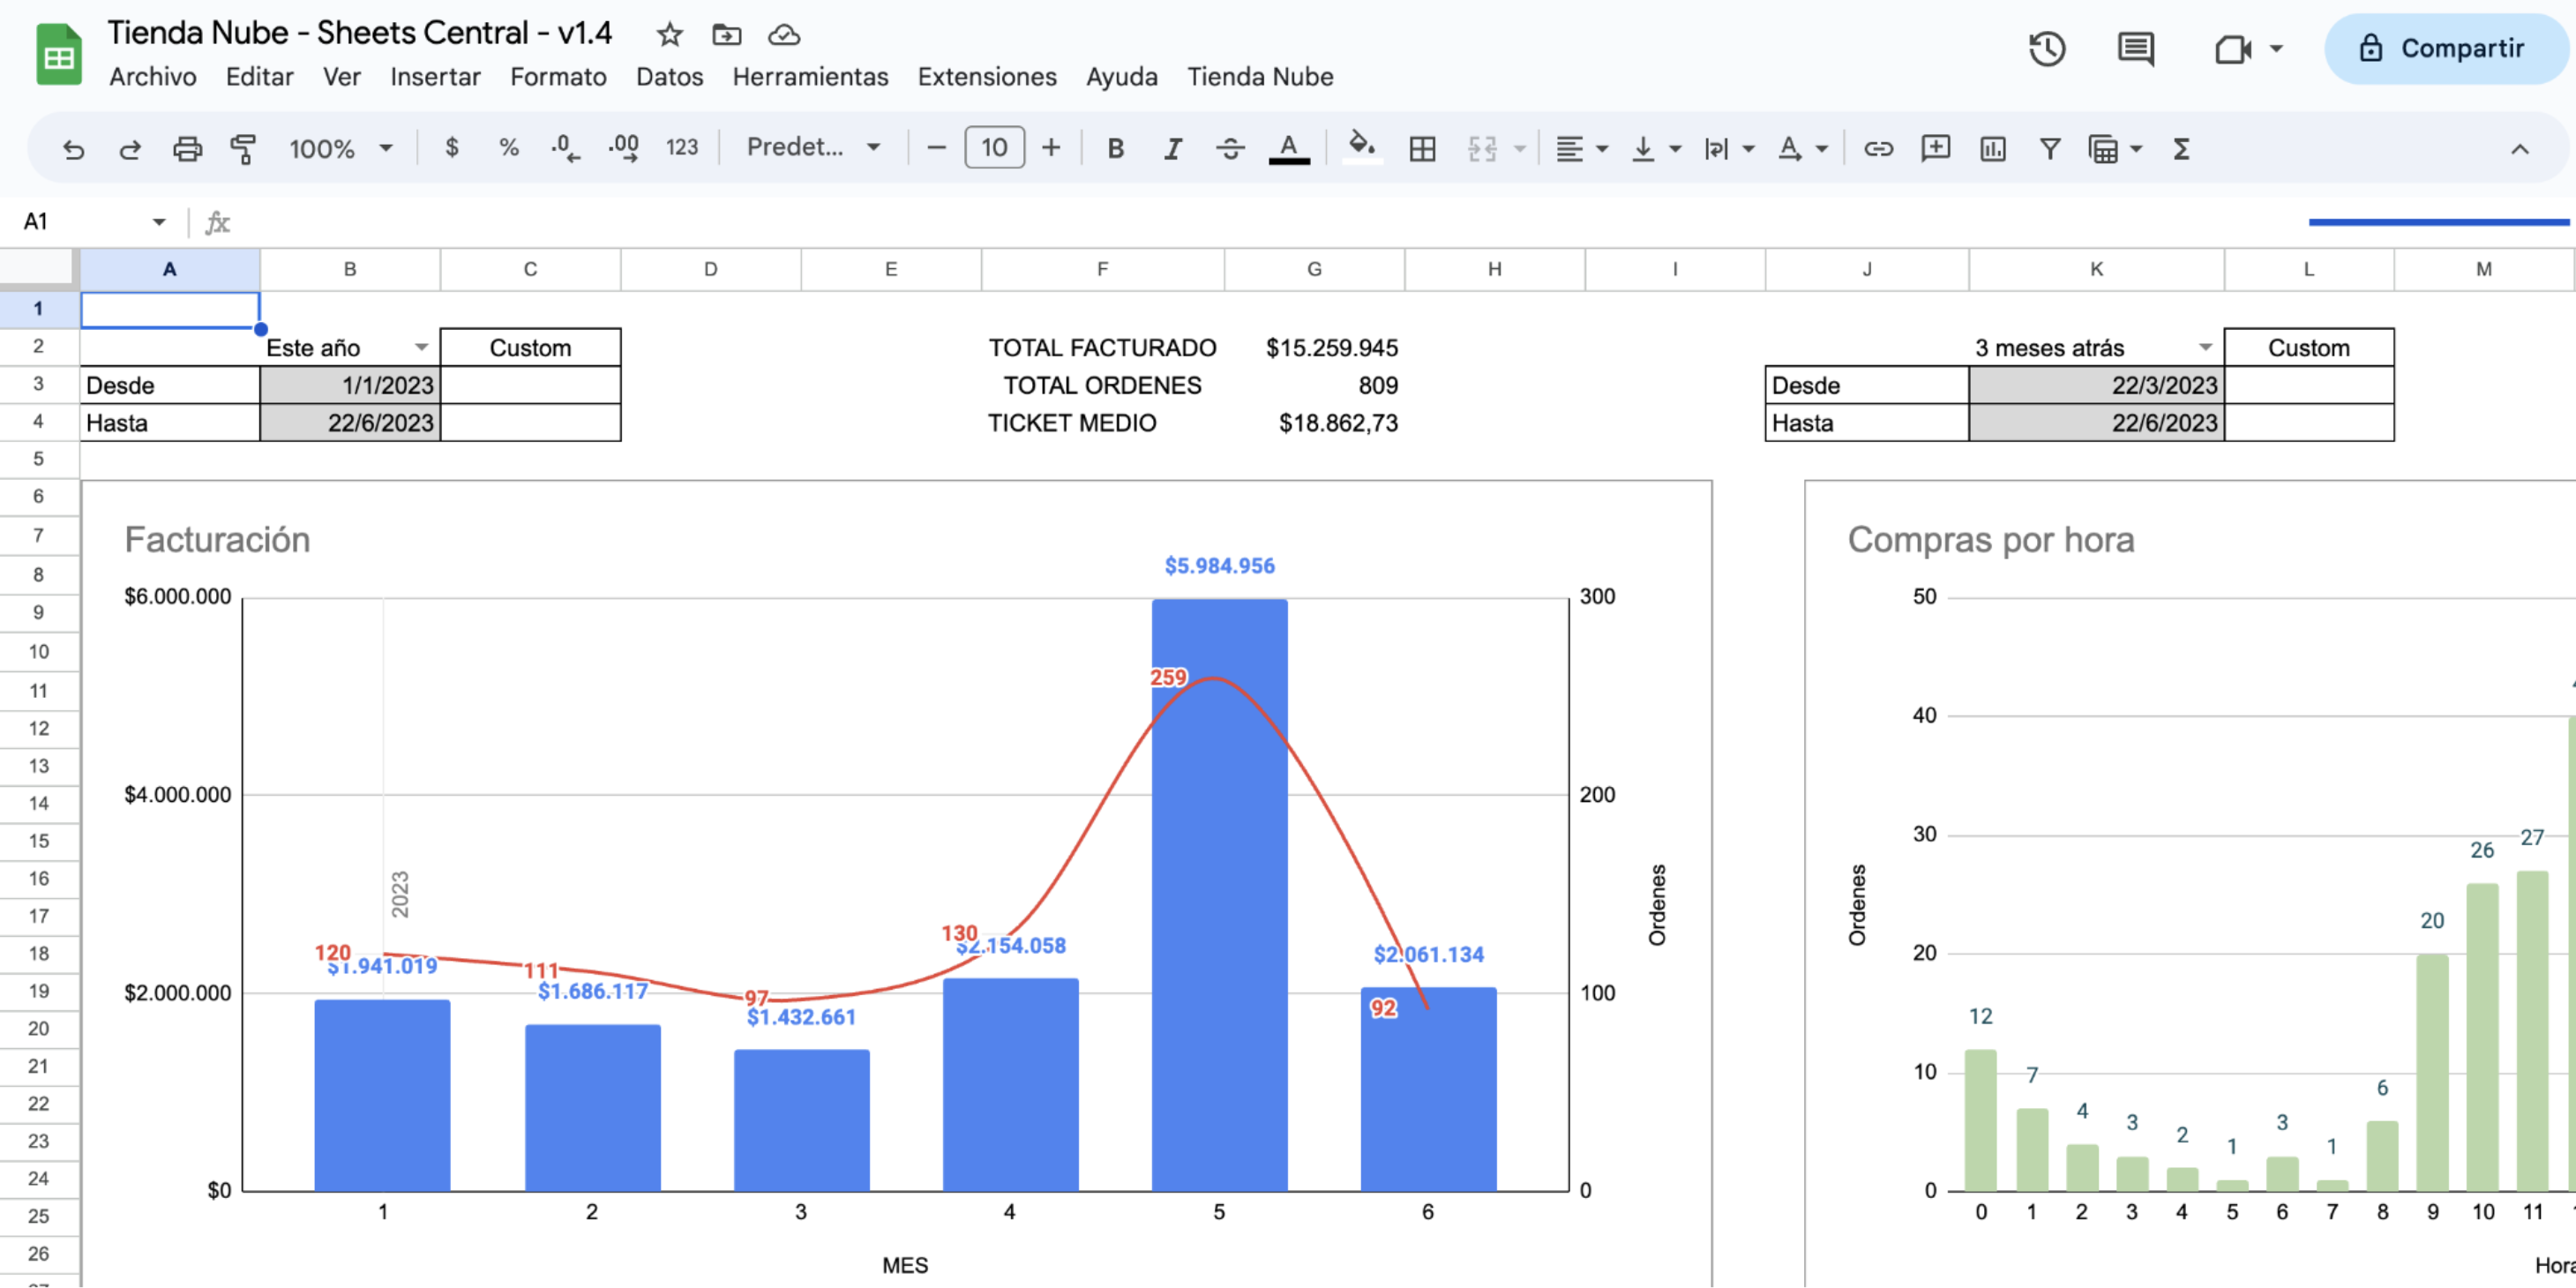 Tienda Nube - Sheets Central - v1.4
Archivo Editar Ver Insertar Formato Datos Herramientas Extensiones Ayuda Tienda Nube
Compartir
100% $ % .0 .00 123 Predet... 10 B I A Σ
A1 fx
A B C D E F G H I J K L M
1
2 Este año Custom TOTAL FACTURADO $15.259.945 3 meses atrás Custom
3 Desde 1/1/2023 TOTAL ORDENES 809 Desde 22/3/2023
4 Hasta 22/6/2023 TICKET MEDIO $18.862,73 Hasta 22/6/2023
5
6
7
8
9
10
11
12
13
14
15
16
17
18
19
20
21
22
23
24
25
26
Facturación
$5.984.956
$6.000.000 300
259
$4.000.000 200
2023
Ordenes
120 130
$1.941.019 111 $2.154.058 $2.061.134
$1.686.117 97
$2.000.000 100
$1.432.661 92
$0 0
1 2 3 4 5 6
MES
Compras por hora
50
40
30
20
10
0
Ordenes
12 7 4 3 2 1 3 1 6 20 26 27
0 1 2 3 4 5 6 7 8 9 10 11